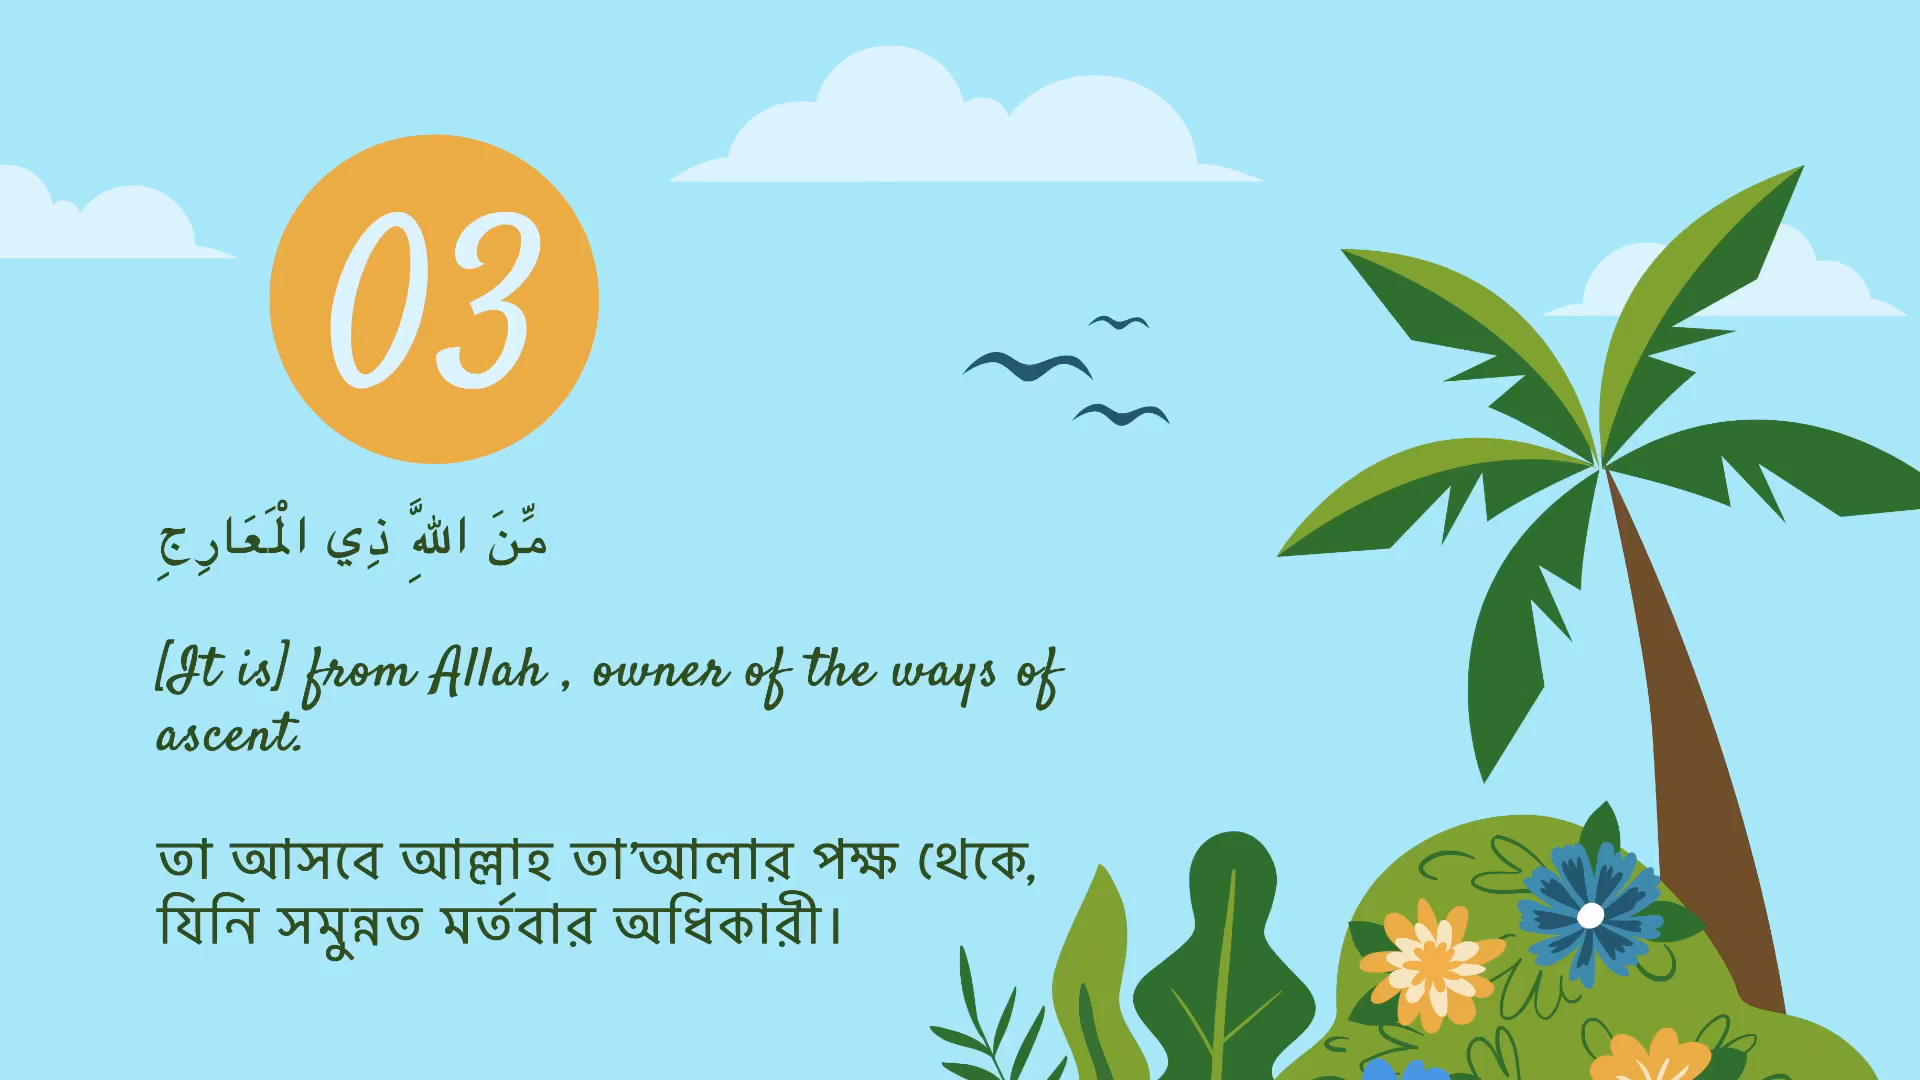 03
مِّنَ اللَّهِ ذِي الْمَعَارِجِ
[It is] from Allah , owner of the ways of
ascent.
তা আসবে আল্লাহ তা’আলার পক্ষ থেকে,
যিনি সমুন্নত মর্তবার অধিকারী।